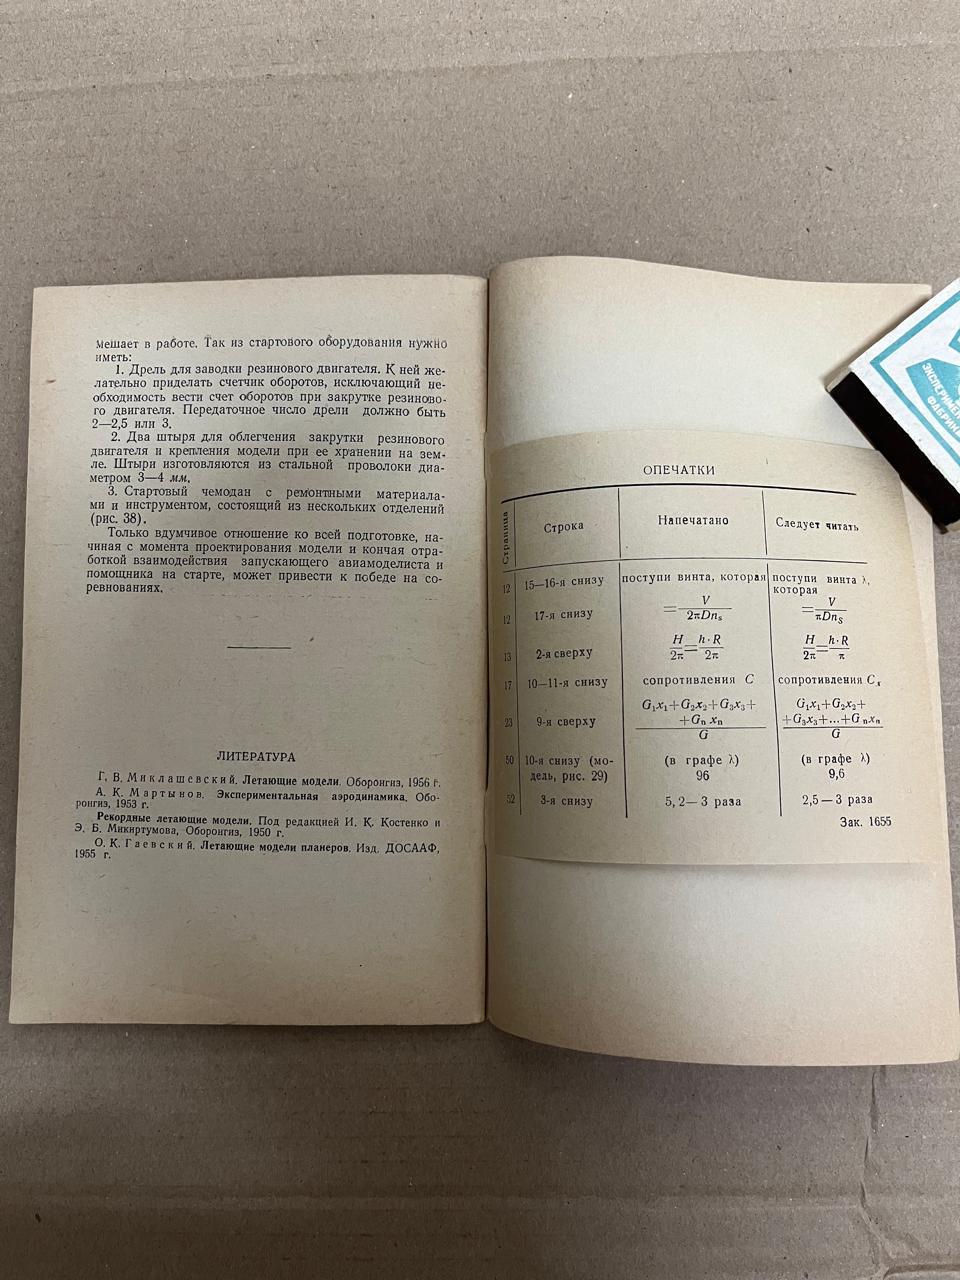 мешает в работе. Так из стартового оборудования нужно
иметь:
1. Дрель для заводки резинового двигателя. К ней же-
лательно приделать счетчик оборотов, исключающий не-
обходимость вести счет оборотов при закрутке резиново-
го двигателя. Передаточное число дрели должно быть
2—2,5 или 3.
2. Два штыря для облегчения закрутки резинового
двигателя и крепления модели при ее хранении на зем-
ле. Штыри изготовляются из стальной проволоки диа-
метром 3—4 мм.
3. Стартовый чемодан с ремонтными материала-
ми и инструментом, состоящий из нескольких отделений
(рис. 38).
Только вдумчивое отношение ко всей подготовке, на-
чиная с момента проектирования модели и кончая отра-
боткой взаимодействия запускающего авиамоделиста и
помощника на старте, может привести к победе на со-
ревнованиях.
ЛИТЕРАТУРА
Г. В. Миклашевский. Летающие модели. Оборонгиз, 1956 г.
А. К. Мартынов. Экспериментальная аэродинамика. Обо-
ронгиз, 1953 г.
Рекордные летающие модели. Под редакцией И. К. Костенко и
Э. Б. Микиртумова, Оборонгиз, 1950 г.
О. К. Гаевский. Летающие модели планеров. Изд. ДОСААФ,
1955 г.
ОПЕЧАТКИ
Страница Строка Напечатано Следует читать
12 15—16-я снизу поступи винта, которая поступи винта λ,
которая
12 17-я снизу =V/2πDnₛ =V/πDnₛ
13 2-я сверху H/2π=h·R/2π H/2π=h·R/π
17 10—11-я снизу сопротивления C сопротивления Cₓ
23 9-я сверху G₁x₁+G₂x₂+G₃x₃+ G₁x₁+G₂x₂+
+Gₙxₙ +G₃x₃+...+Gₙxₙ
G G
50 10-я снизу (мо- (в графе λ) (в графе λ)
дель, рис. 29) 96 9,6
52 3-я снизу 5,2—3 раза 2,5—3 раза
Зак. 1655
ЭКСПЕРИМЕН
ФАБРИК